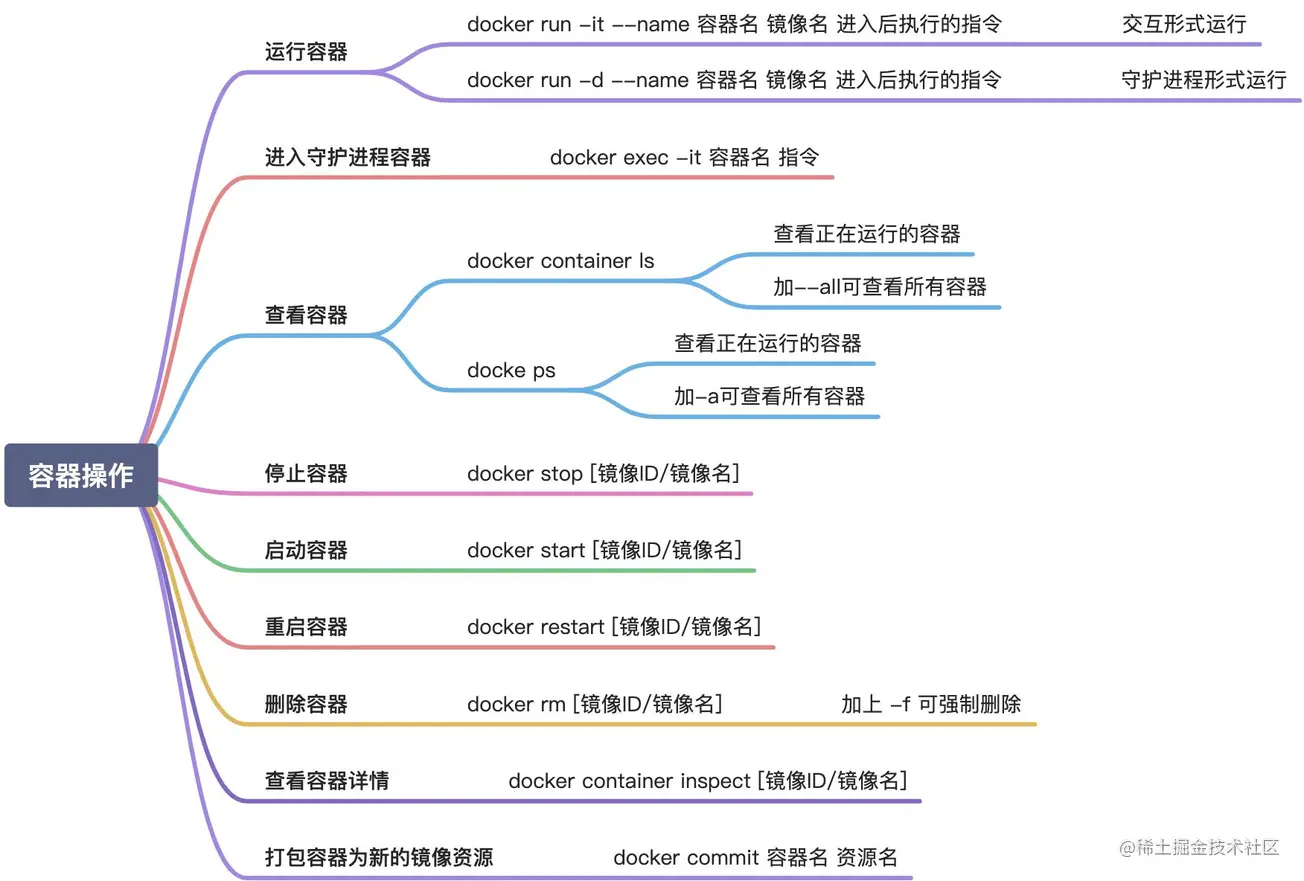 docker run -it --name 容器名 镜像名 进入后执行的指令 交互形式运行
运行容器
docker run -d --name 容器名 镜像名 进入后执行的指令 守护进程形式运行
进入守护进程容器 docker exec -it 容器名 指令
查看正在运行的容器
docker container ls
加--all可查看所有容器
查看容器
查看正在运行的容器
docke ps
加-a可查看所有容器
容器操作
停止容器 docker stop [镜像ID/镜像名]
启动容器 docker start [镜像ID/镜像名]
重启容器 docker restart [镜像ID/镜像名]
删除容器 docker rm [镜像ID/镜像名] 加上 -f 可强制删除
查看容器详情 docker container inspect [镜像ID/镜像名]
打包容器为新的镜像资源 docker commit 容器名 资源名
@稀土掘金技术社区